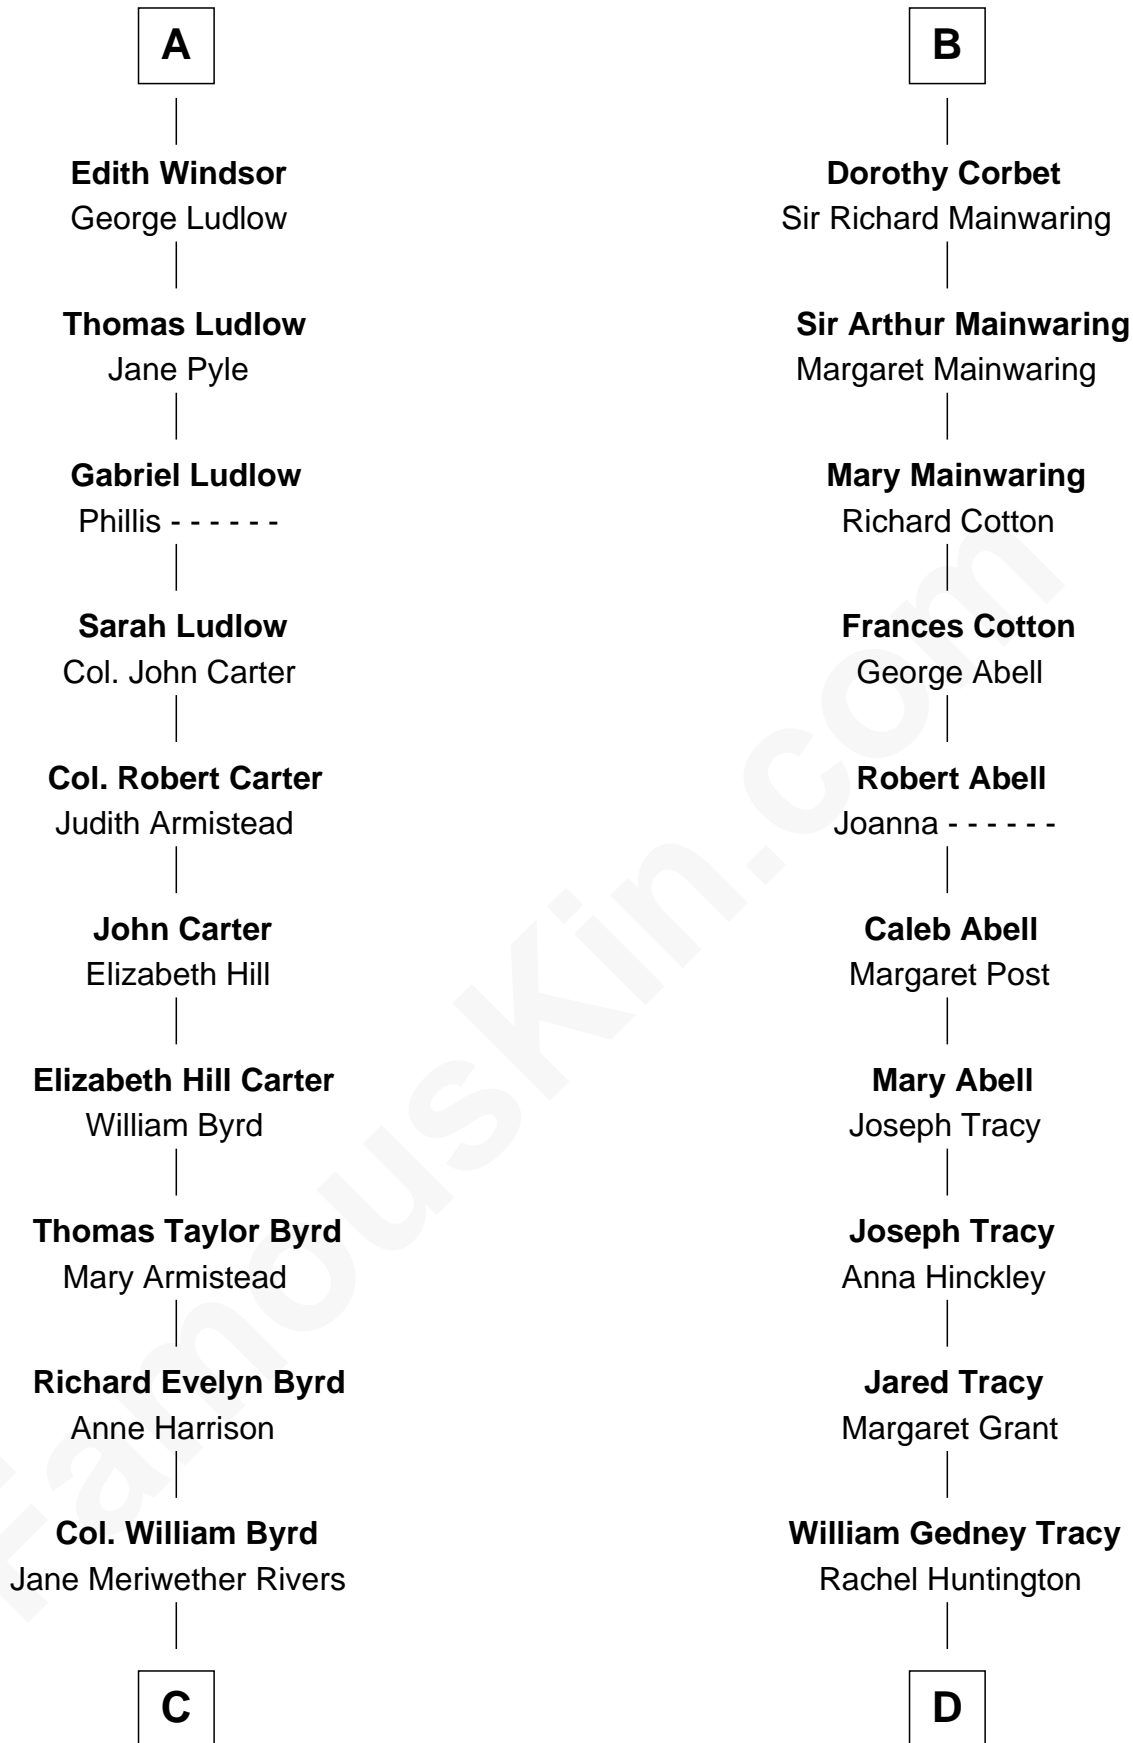 A
Edith Windsor
George Ludlow
Thomas Ludlow
Jane Pyle
Gabriel Ludlow
Phillis - - - - - -
Sarah Ludlow
Col. John Carter
Col. Robert Carter
Judith Armistead
John Carter
Elizabeth Hill
Elizabeth Hill Carter
William Byrd
Thomas Taylor Byrd
Mary Armistead
Richard Evelyn Byrd
Anne Harrison
Col. William Byrd
Jane Meriwether Rivers
C
B
Dorothy Corbet
Sir Richard Mainwaring
Sir Arthur Mainwaring
Margaret Mainwaring
Mary Mainwaring
Richard Cotton
Frances Cotton
George Abell
Robert Abell
Joanna - - - - - -
Caleb Abell
Margaret Post
Mary Abell
Joseph Tracy
Joseph Tracy
Anna Hinckley
Jared Tracy
Margaret Grant
William Gedney Tracy
Rachel Huntington
D
FamousKin.com